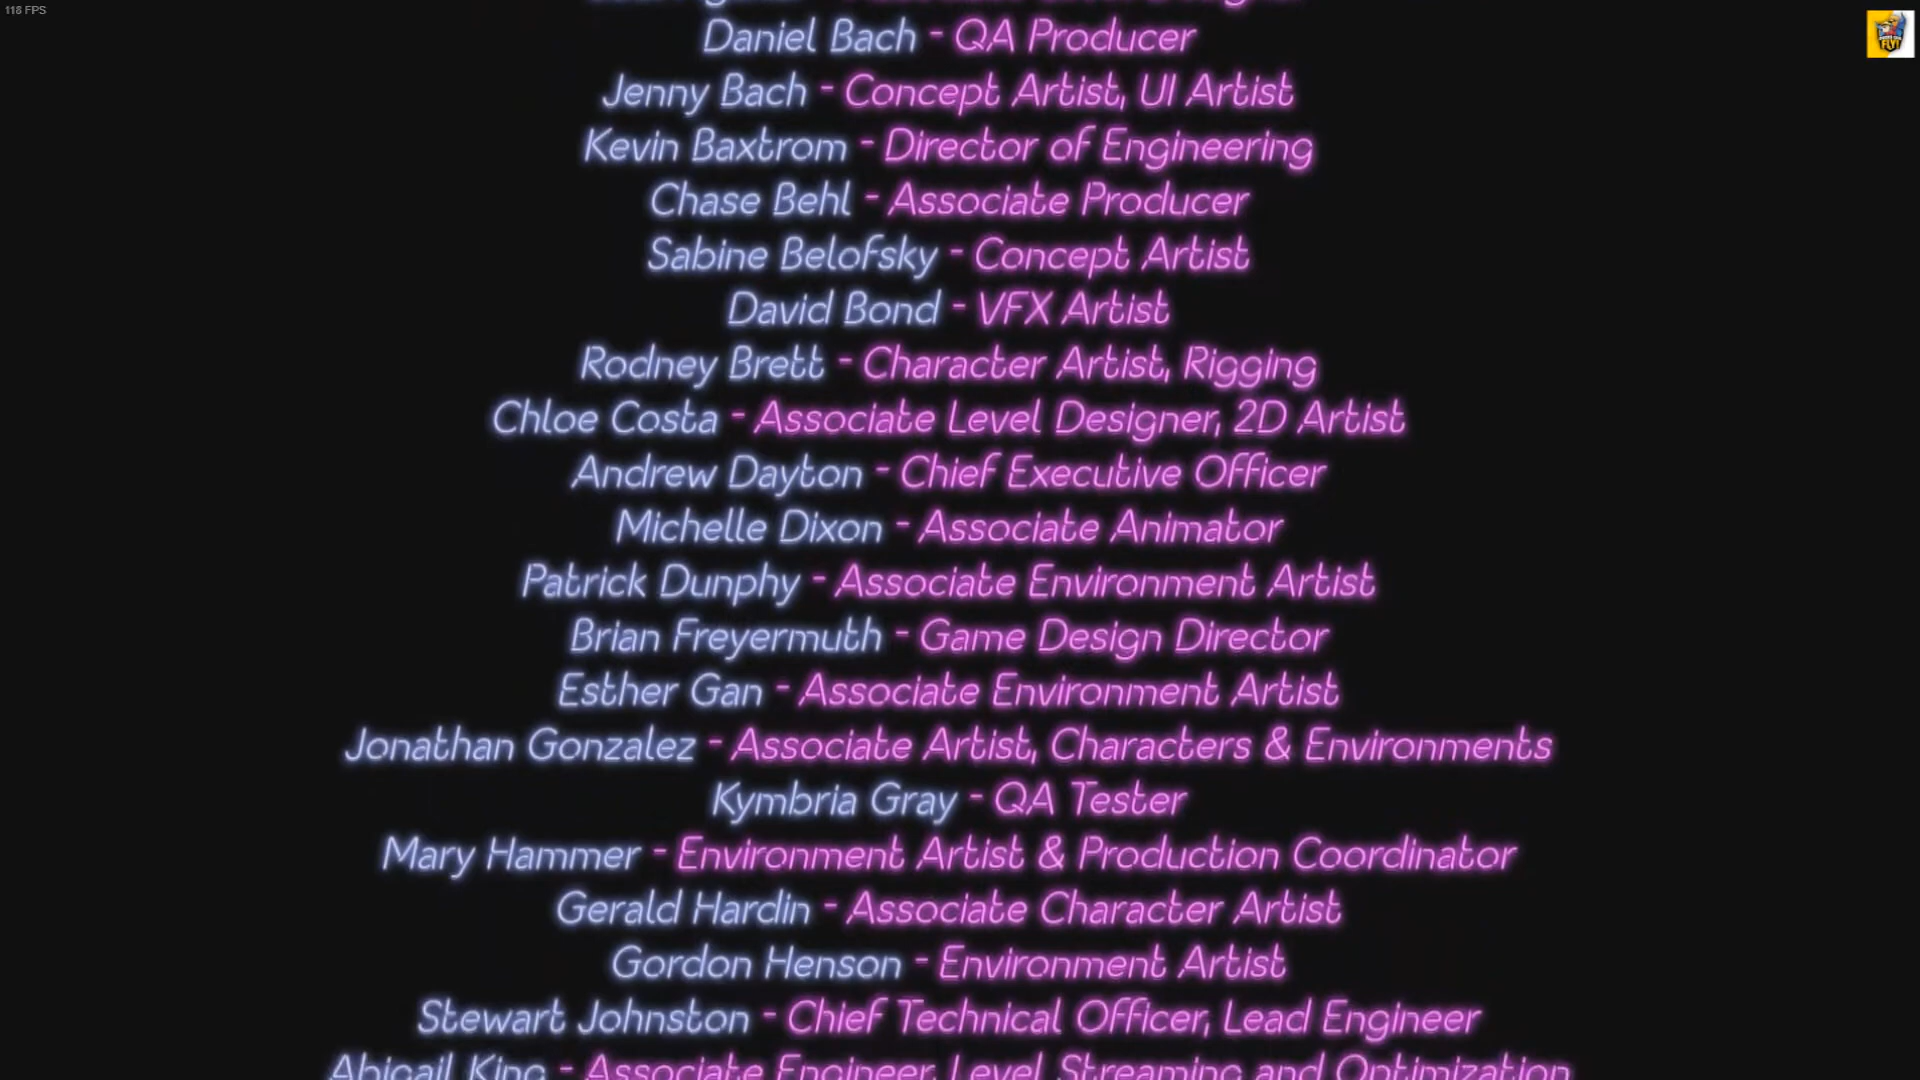 118 FPS
Daniel Bach - QA Producer
Jenny Bach - Concept Artist, UI Artist
Kevin Baxtrom - Director of Engineering
Chase Behl - Associate Producer
Sabine Belofsky - Concept Artist
David Bond - VFX Artist
Rodney Brett - Character Artist, Rigging
Chloe Costa - Associate Level Designer, 2D Artist
Andrew Dayton - Chief Executive Officer
Michelle Dixon - Associate Animator
Patrick Dunphy - Associate Environment Artist
Brian Freyermuth - Game Design Director
Esther Gan - Associate Environment Artist
Jonathan Gonzalez - Associate Artist, Characters & Environments
Kymbria Gray - QA Tester
Mary Hammer - Environment Artist & Production Coordinator
Gerald Hardin - Associate Character Artist
Gordon Henson - Environment Artist
Stewart Johnston - Chief Technical Officer, Lead Engineer
Abigail King - Associate Engineer, Level Streaming and Optimization